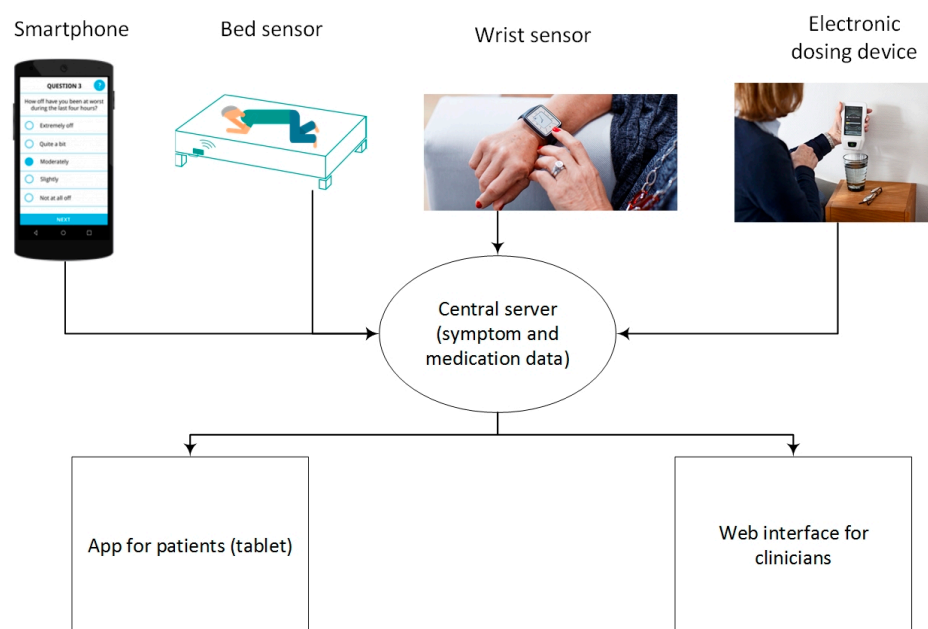 Smartphone
Bed sensor
Wrist sensor
Electronic
dosing device
QUESTION 3
?
How off have you been at worst
during the last four hours?
Extremely off
Quite a bit
Moderately
Slightly
Not at all off
NEXT
Central server
(symptom and
medication data)
App for patients (tablet)
Web interface for
clinicians